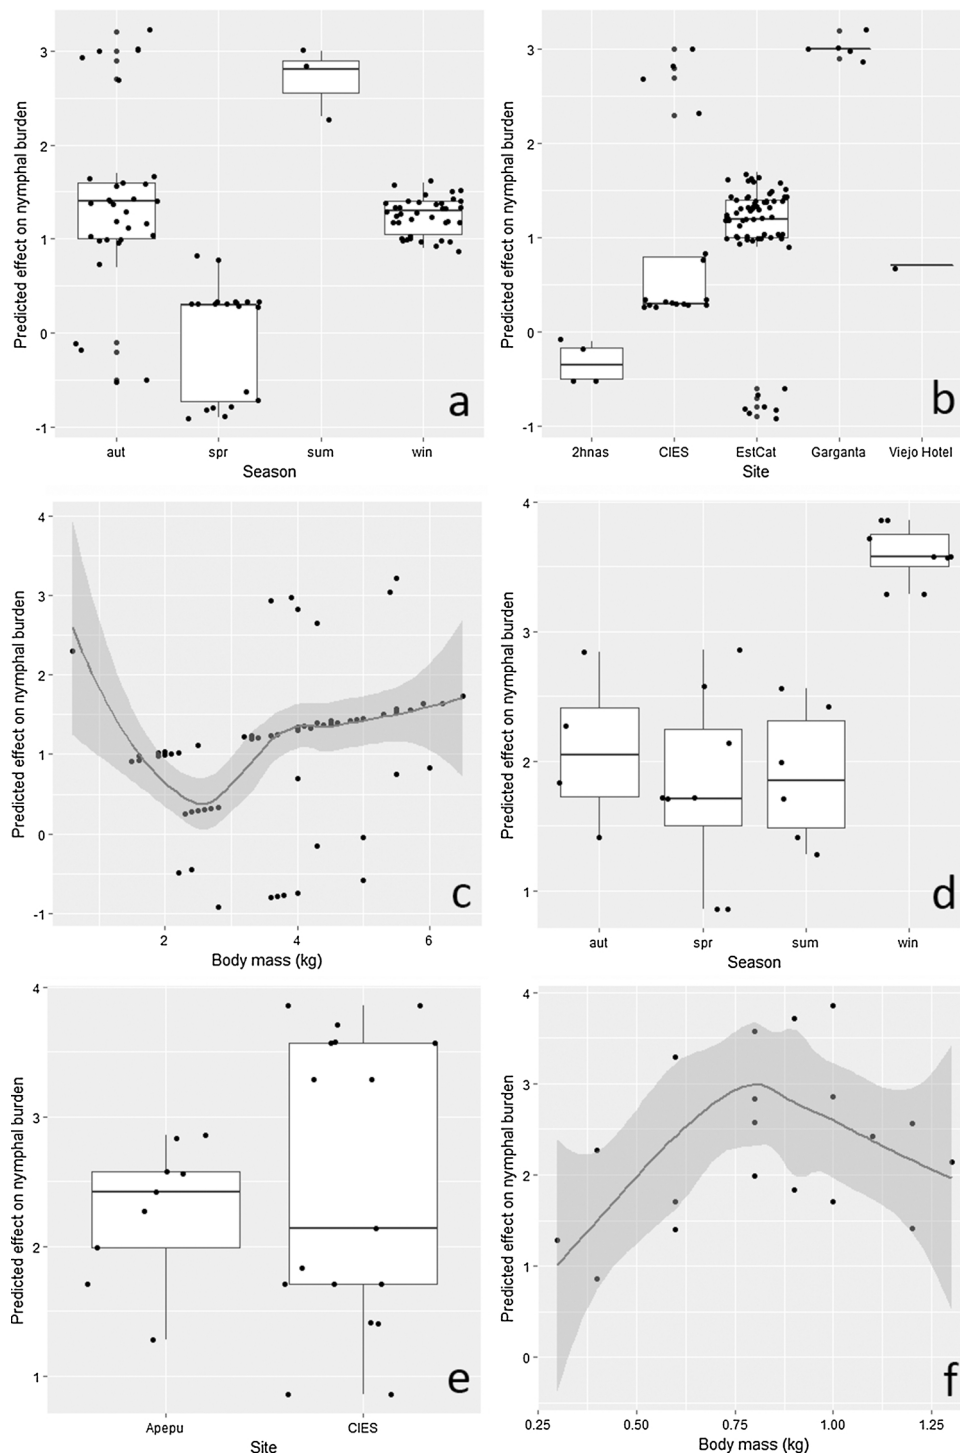 Predicted effect on nymphal burden
3
2
1
0
-1
aut spr sum win
Season
a
Predicted effect on nymphal burden
3
2
1
0
-1
2hnas CIES EstCat Garganta Viejo Hotel
Site
b
Predicted effect on nymphal burden
4
3
2
1
0
-1
2 4 6
Body mass (kg)
c
Predicted effect on nymphal burden
4
3
2
1
aut spr sum win
Season
d
Predicted effect on nymphal burden
4
3
2
1
Apepu CIES
Site
e
Predicted effect on nymphal burden
4
3
2
1
0
0.25 0.50 0.75 1.00 1.25
Body mass (kg)
f